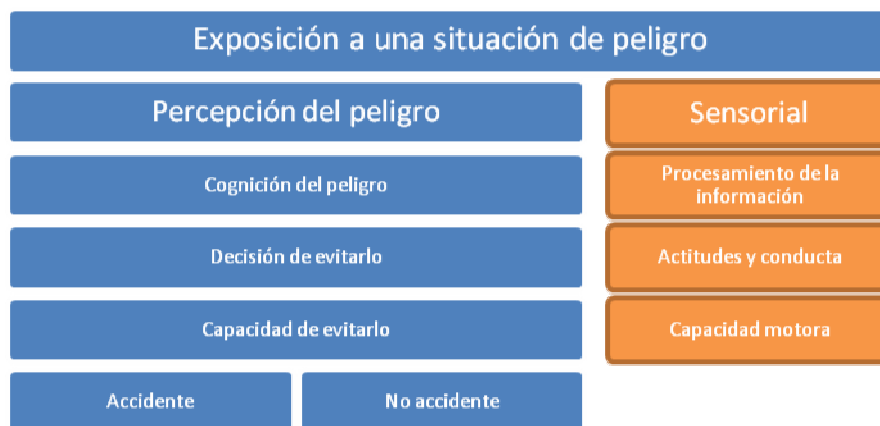 Exposición a una situación de peligro
Percepción del peligro
Sensorial
Cognición del peligro
Procesamiento de la
información
Decisión de evitarlo
Actitudes y conducta
Capacidad de evitarlo
Capacidad motora
Accidente
No accidente